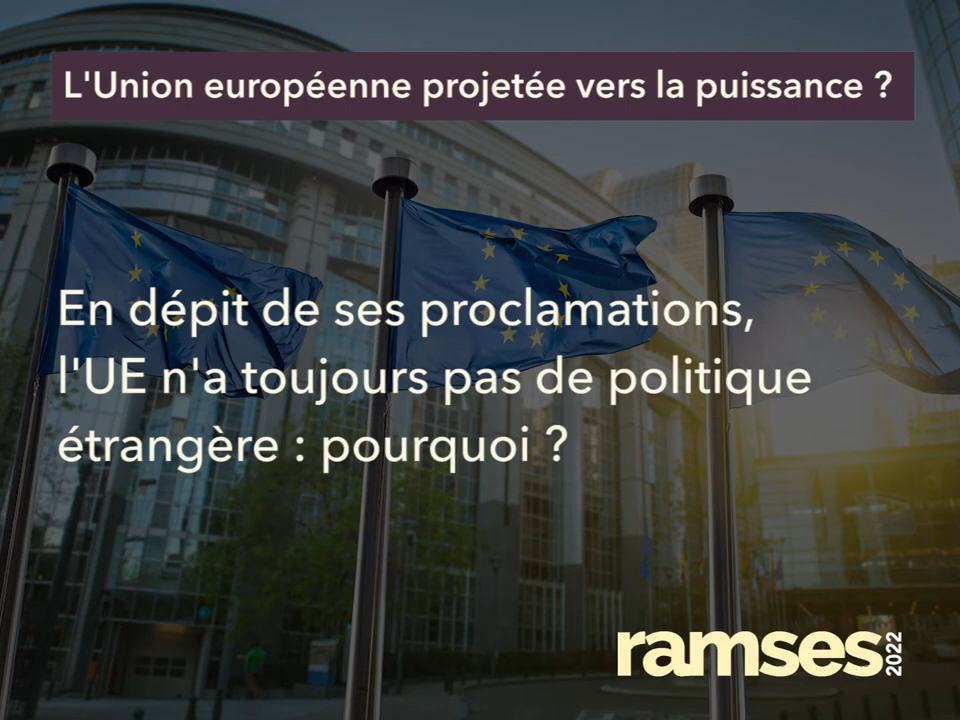 L'Union européenne projetée vers la puissance ?
En dépit de ses proclamations,
l'UE n'a toujours pas de politique
étrangère : pourquoi ?
ramses 2022